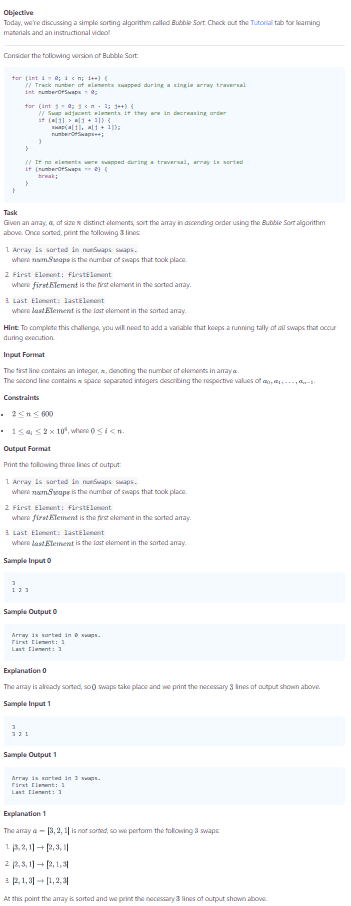 Objective
Today, we're discussing a simple sorting algorithm called Bubble Sort. Check out the Tutorial tab for learning
materials and an instructional video!
Consider the following version of Bubble Sort:
for (int i = 0; i < n; i++) {
// Track number of elements swapped during a single array traversal
int numberOfSwaps = 0;
for (int j = 0; j < n - 1; j++) {
// Swap adjacent elements if they are in decreasing order
if (a[j] > a[j + 1]) {
swap(a[j], a[j + 1]);
numberOfSwaps++;
}
}
// If no elements were swapped during a traversal, array is sorted
if (numberOfSwaps == 0) {
break;
}
}
Task
Given an array, a, of size n distinct elements, sort the array in ascending order using the Bubble Sort algorithm
above. Once sorted, print the following 3 lines:
1. Array is sorted in numSwaps swaps.
where numSwaps is the number of swaps that took place.
2. First Element: firstElement
where firstElement is the first element in the sorted array.
3. Last Element: lastElement
where lastElement is the last element in the sorted array.
Hint: To complete this challenge, you will need to add a variable that keeps a running tally of all swaps that occur
during execution.
Input Format
The first line contains an integer, n, denoting the number of elements in array a.
The second line contains n space-separated integers describing the respective values of a₀, a₁, . . . , aₙ₋₁.
Constraints
• 2 ≤ n ≤ 600
• 1 ≤ aᵢ ≤ 2 × 10⁶, where 0 ≤ i < n.
Output Format
Print the following three lines of output:
1. Array is sorted in numSwaps swaps.
where numSwaps is the number of swaps that took place.
2. First Element: firstElement
where firstElement is the first element in the sorted array.
3. Last Element: lastElement
where lastElement is the last element in the sorted array.
Sample Input 0
3
1 2 3
Sample Output 0
Array is sorted in 0 swaps.
First Element: 1
Last Element: 3
Explanation 0
The array is already sorted, so 0 swaps take place and we print the necessary 3 lines of output shown above.
Sample Input 1
3
3 2 1
Sample Output 1
Array is sorted in 3 swaps.
First Element: 1
Last Element: 3
Explanation 1
The array a = [3, 2, 1] is not sorted, so we perform the following 3 swaps:
1. [3, 2, 1] → [2, 3, 1]
2. [2, 3, 1] → [2, 1, 3]
3. [2, 1, 3] → [1, 2, 3]
At this point the array is sorted and we print the necessary 3 lines of output shown above.